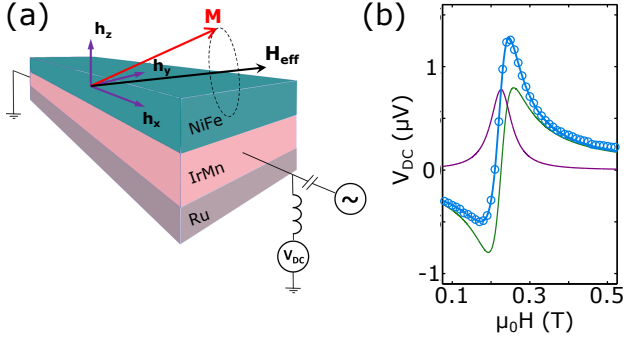 (a)
h_z
M
H_eff
h_y
h_x
NiFe
IrMn
Ru
~
V_DC
(b)
V_DC (μV)
1
0
-1
0.1
0.3
0.5
μ₀H (T)